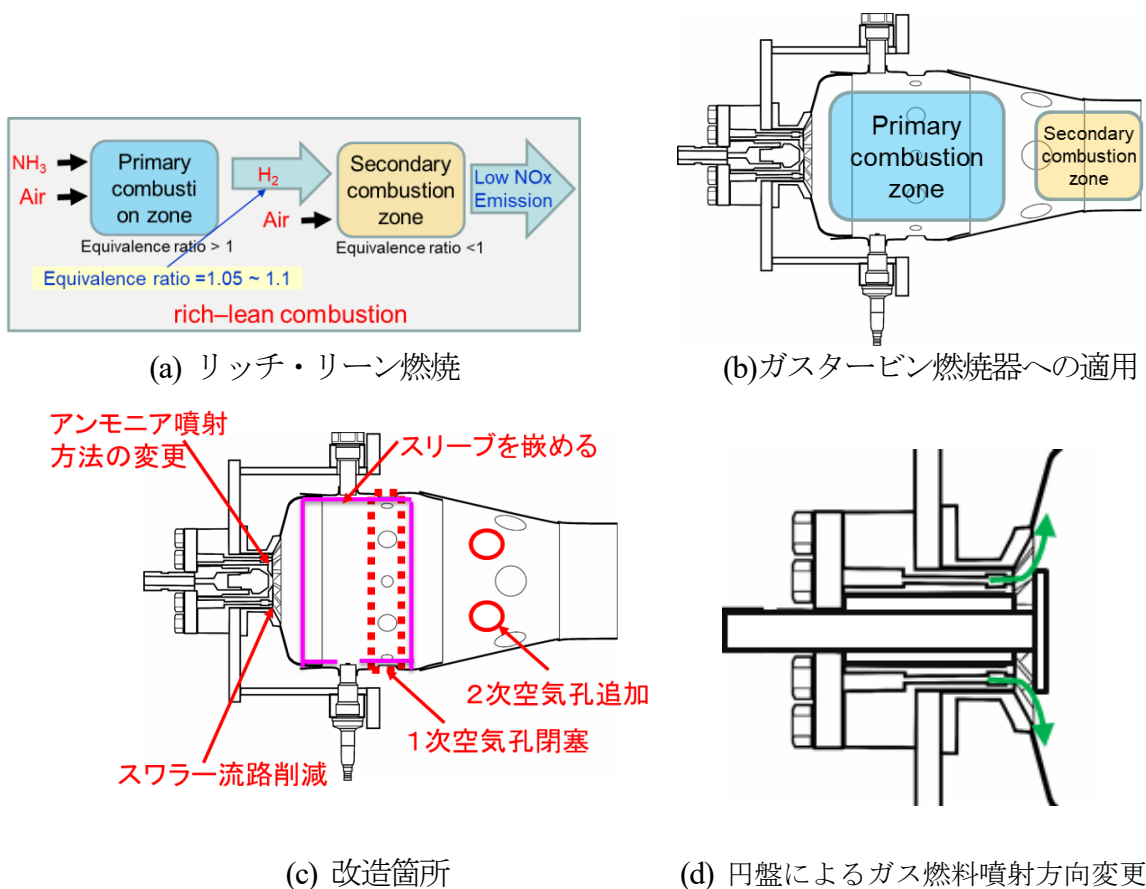 NH3
Air
Primary
combusti
on zone
Equivalence ratio > 1
H2
Air
Secondary
combustion
zone
Equivalence ratio <1
Low NOx
Emission
Equivalence ratio =1.05 ~ 1.1
rich–lean combustion
(a) リッチ・リーン燃焼
Primary
combustion
zone
Secondary
combustion
zone
(b)ガスタービン燃焼器への適用
アンモニア噴射
方法の変更
スリーブを嵌める
2次空気孔追加
1次空気孔閉塞
スワラー流路削減
(c) 改造箇所
(d) 円盤によるガス燃料噴射方向変更